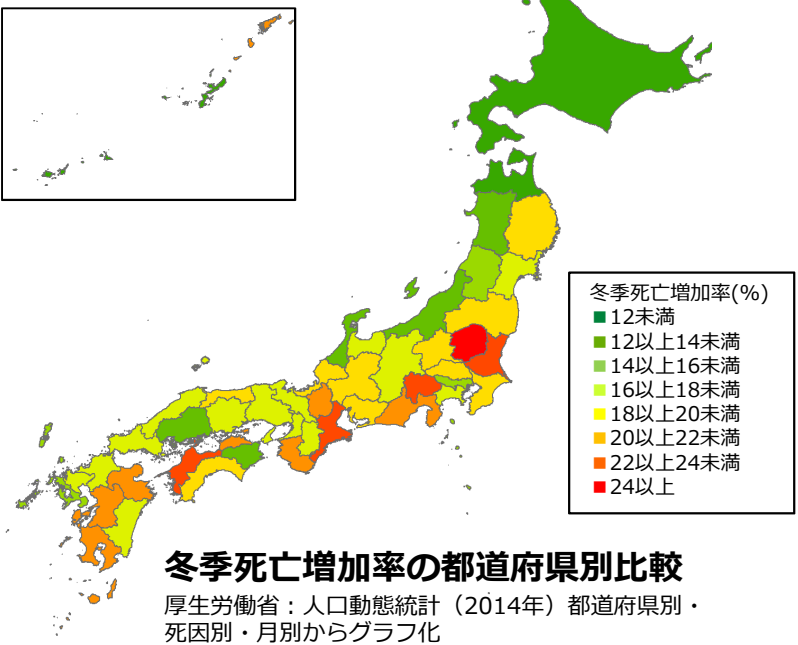 冬季死亡増加率(%)
12未満
12以上14未満
14以上16未満
16以上18未満
18以上20未満
20以上22未満
22以上24未満
24以上
冬季死亡増加率の都道府県別比較
厚生労働省：人口動態統計（2014年）都道府県別・
死因別・月別からグラフ化